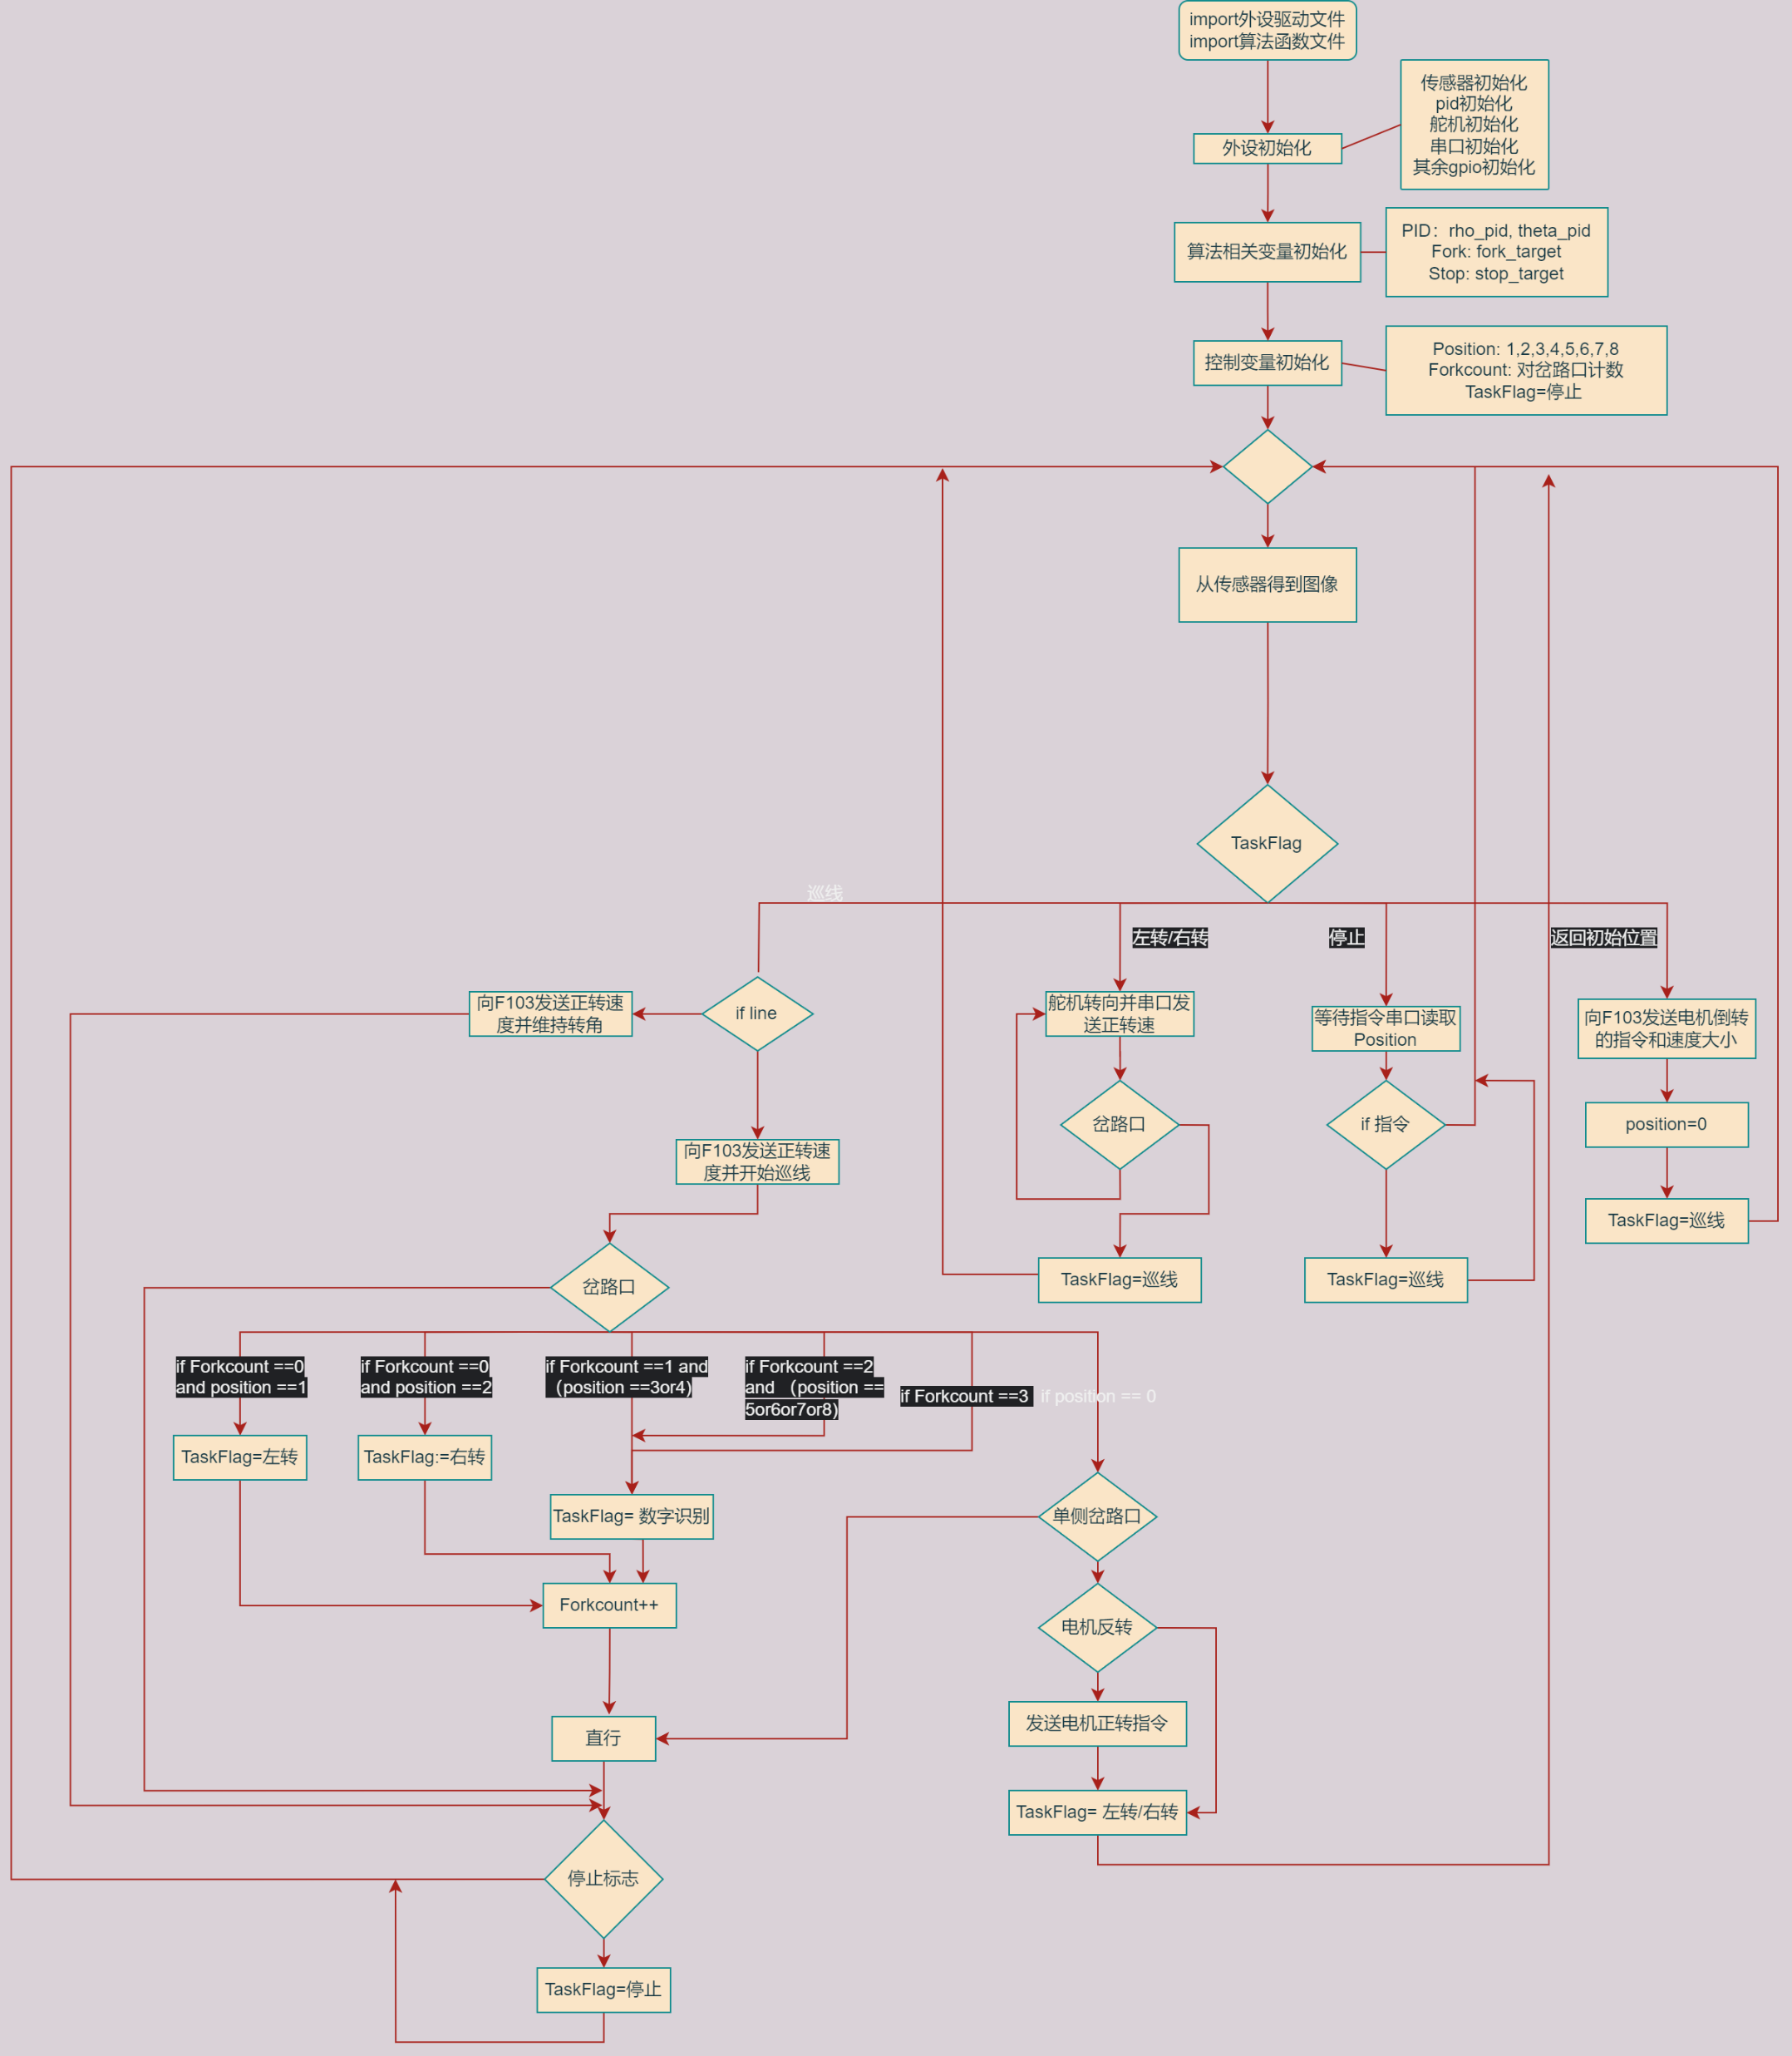 import外设驱动文件
import算法函数文件
传感器初始化
pid初始化
舵机初始化
串口初始化
其余gpio初始化
外设初始化
算法相关变量初始化
PID：rho_pid, theta_pid
Fork: fork_target
Stop: stop_target
控制变量初始化
Position: 1,2,3,4,5,6,7,8
Forkcount: 对岔路口计数
TaskFlag=停止
从传感器得到图像
TaskFlag
巡线
左转/右转
停止
返回初始位置
向F103发送正转速
度并维持转角
if line
舵机转向并串口发
送正转速
等待指令串口读取
Position
向F103发送电机倒转
的指令和速度大小
岔路口
if 指令
position=0
向F103发送正转速
度并开始巡线
TaskFlag=巡线
TaskFlag=巡线
TaskFlag=巡线
岔路口
if Forkcount ==0
and position ==1
if Forkcount ==0
and position ==2
if Forkcount ==1 and
（position ==3or4)
if Forkcount ==2
and （position ==
5or6or7or8)
if Forkcount ==3
if position == 0
TaskFlag=左转
TaskFlag:=右转
TaskFlag= 数字识别
单侧岔路口
Forkcount++
电机反转
直行
发送电机正转指令
TaskFlag= 左转/右转
停止标志
TaskFlag=停止